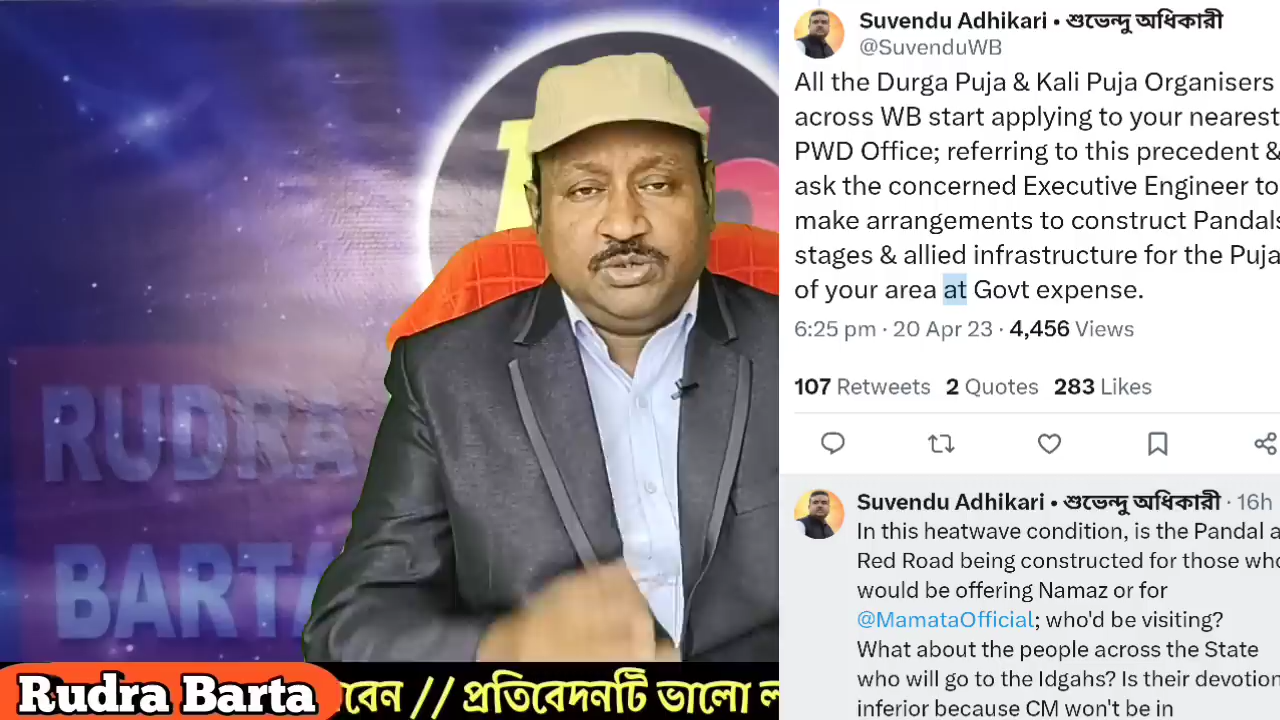 Suvendu Adhikari • শুভেন্দু অধিকারী
@SuvenduWB
All the Durga Puja & Kali Puja Organisers
across WB start applying to your nearest
PWD Office; referring to this precedent &
ask the concerned Executive Engineer to
make arrangements to construct Pandals
stages & allied infrastructure for the Puja
of your area at Govt expense.
6:25 pm · 20 Apr 23 · 4,456 Views
107 Retweets 2 Quotes 283 Likes
Suvendu Adhikari • শুভেন্দু অধিকারী · 16h
In this heatwave condition, is the Pandal a
Red Road being constructed for those who
would be offering Namaz or for
@MamataOfficial; who'd be visiting?
What about the people across the State
who will go to the Idgahs? Is their devotion
inferior because CM won't be in
RUDRA
BARTA
Rudra Barta
বেন // প্রতিবেদনটি ভালো ল